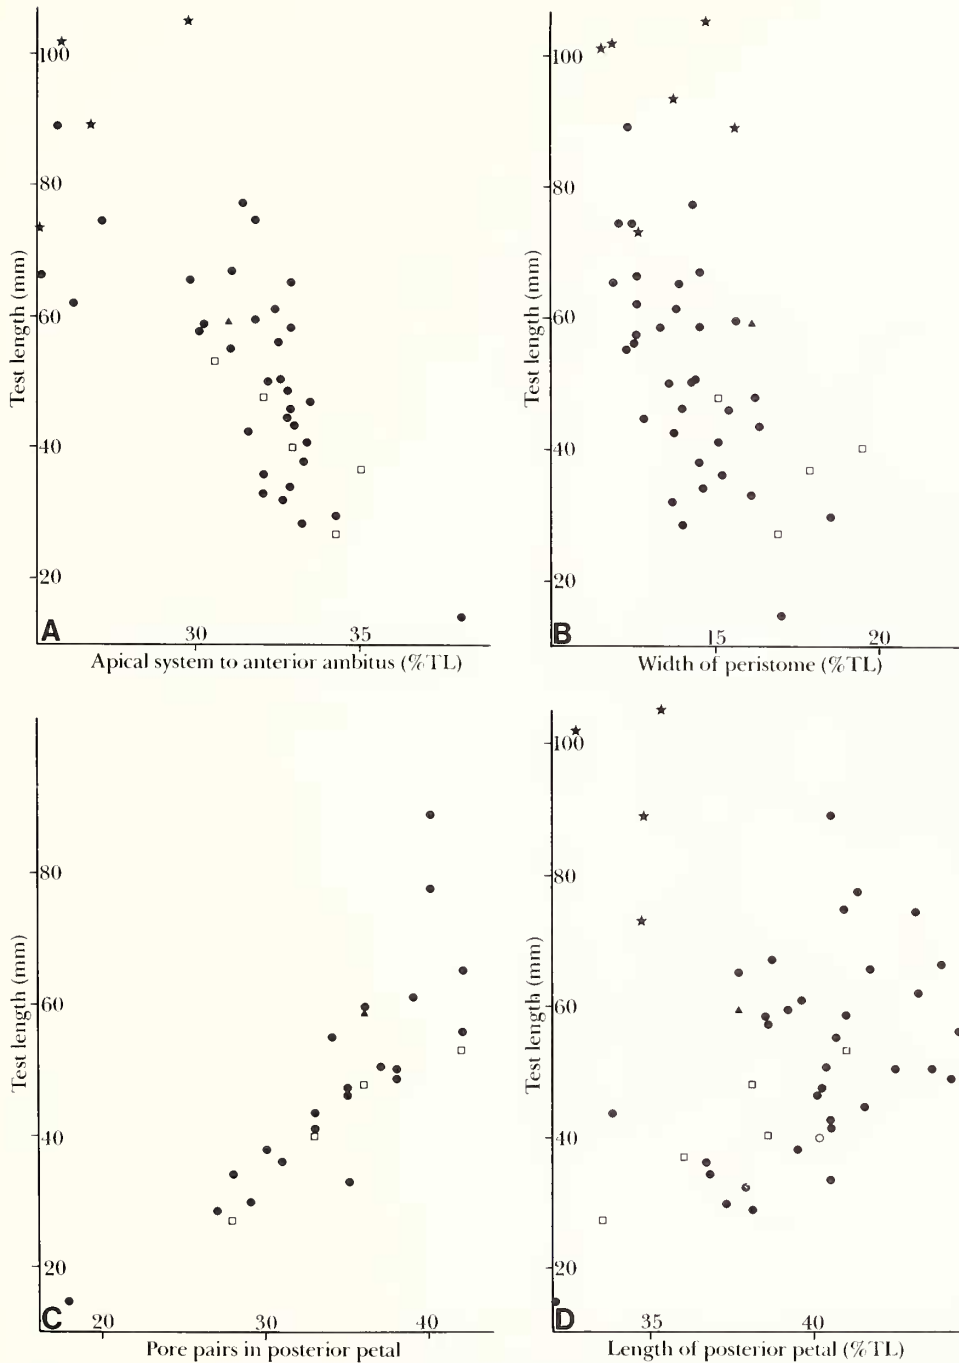 100
80
60
40
20
Test length (mm)
A
30 35
Apical system to anterior ambitus (%TL)
100
80
60
40
20
Test length (mm)
B
15 20
Width of peristome (%TL)
80
60
40
20
Test length (mm)
C
20 30 40
Pore pairs in posterior petal
100
80
60
40
20
Test length (mm)
D
35 40
Length of posterior petal (%TL)